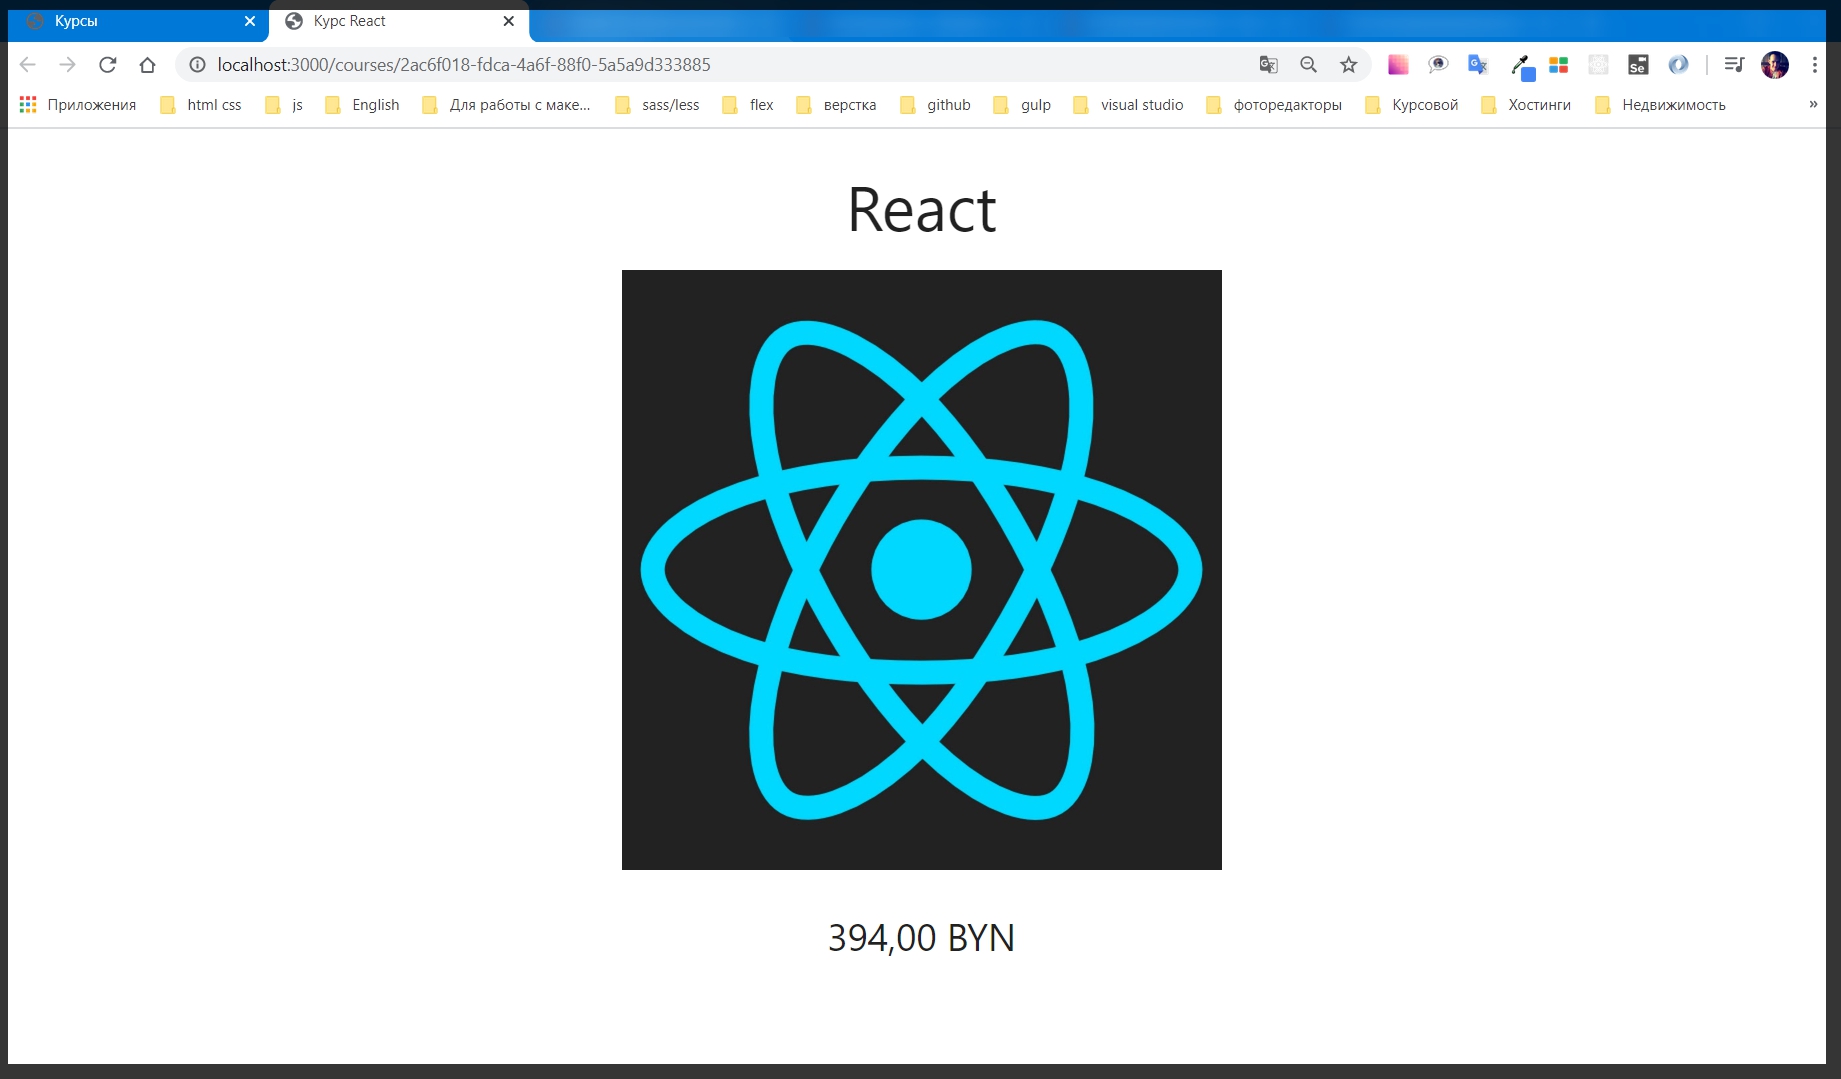 Курсы
Курс React
localhost:3000/courses/2ac6f018-fdca-4a6f-88f0-5a5a9d333885
Приложения html css js English Для работы с маке... sass/less flex верстка github gulp visual studio фоторедакторы Курсовой Хостинги Недвижимость »
React
394,00 BYN